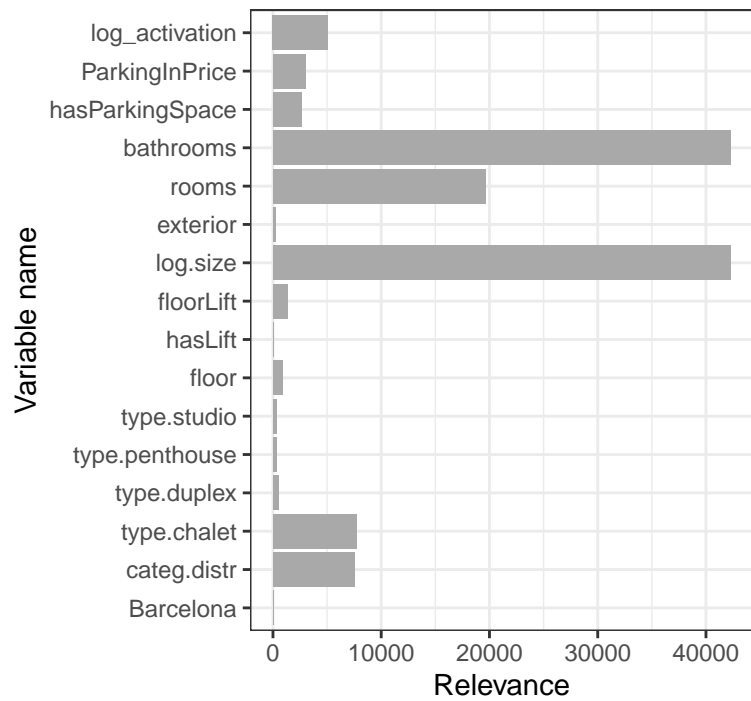 log_activation
ParkingInPrice
hasParkingSpace
bathrooms
rooms
exterior
log.size
floorLift
hasLift
floor
type.studio
type.penthouse
type.duplex
type.chalet
categ.distr
Barcelona
Variable name
0 10000 20000 30000 40000
Relevance